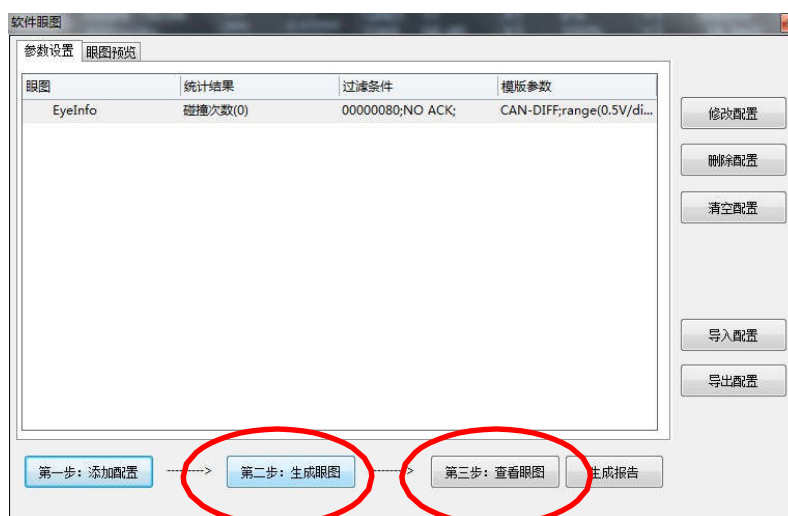 软件眼图
参数设置 眼图预览
眼图 统计结果 过滤条件 模版参数
EyeInfo 碰撞次数(0) 00000080;NO ACK; CAN-DIFF;range(0.5V/di...
修改配置
删除配置
清空配置
导入配置
导出配置
第一步：添加配置 --------> 第二步：生成眼图 --------> 第三步：查看眼图 生成报告